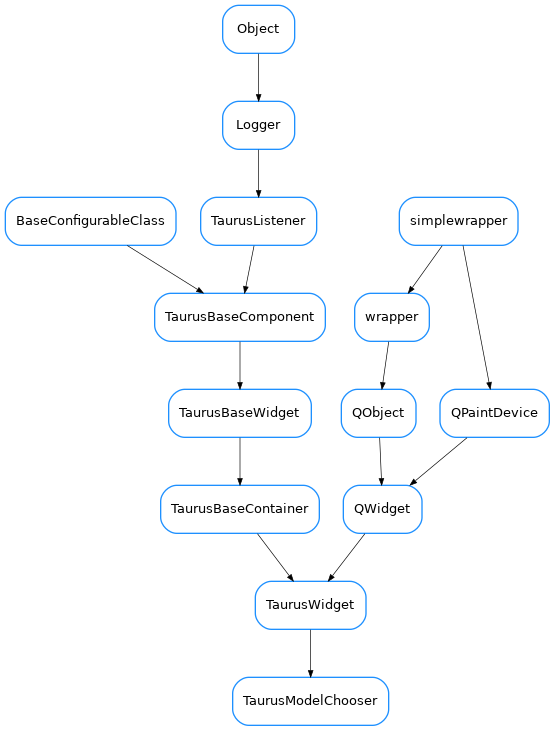 Object
Logger
BaseConfigurableClass
TaurusListener
simplewrapper
TaurusBaseComponent
wrapper
TaurusBaseWidget
QObject
QPaintDevice
TaurusBaseContainer
QWidget
TaurusWidget
TaurusModelChooser